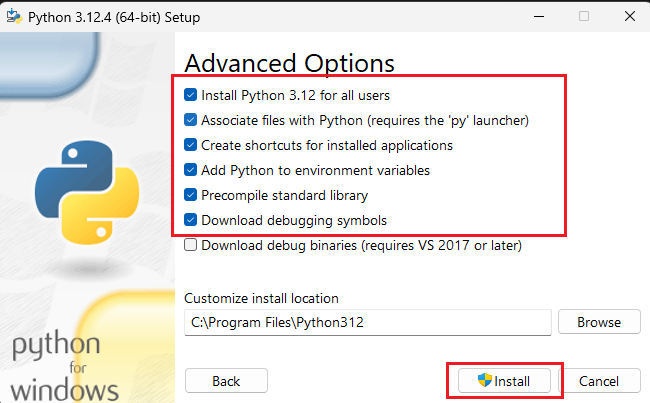 Python 3.12.4 (64-bit) Setup
Advanced Options
Install Python 3.12 for all users
Associate files with Python (requires the 'py' launcher)
Create shortcuts for installed applications
Add Python to environment variables
Precompile standard library
Download debugging symbols
Download debug binaries (requires VS 2017 or later)
Customize install location
C:\Program Files\Python312
Browse
python
for
windows
Back
Install
Cancel